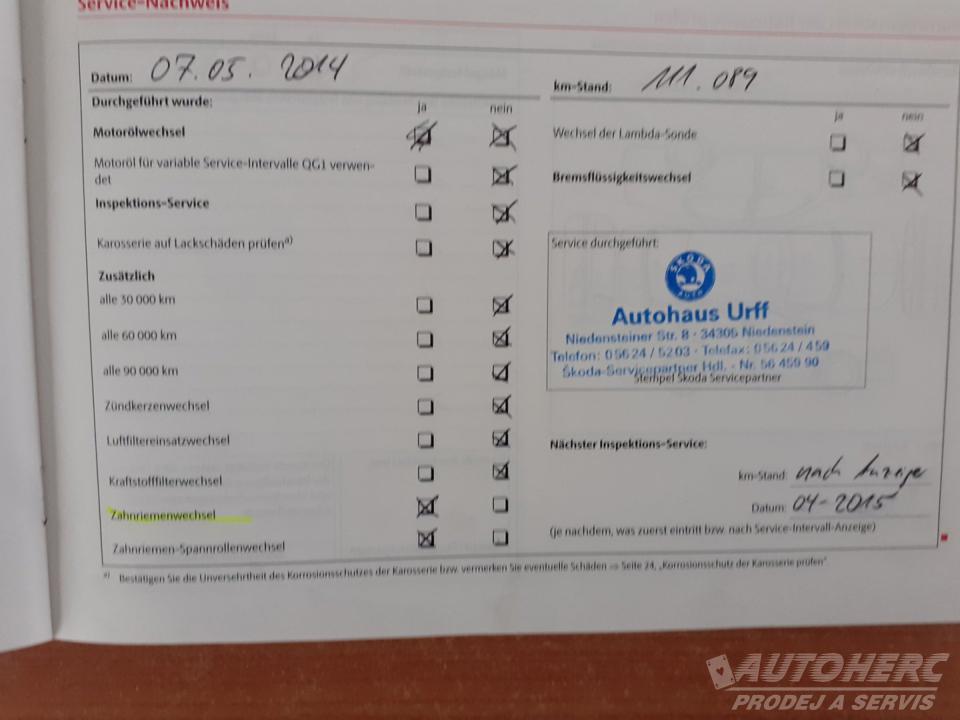 Service-Nachweis
Datum: 07.05.2014
km-Stand: 111.089
Durchgeführt wurde:
ja nein
ja nein
Motorölwechsel
Motoröl für variable Service-Intervalle QG1 verwen-
det
Inspektions-Service
Karosserie auf Lackschäden prüfen a)
Zusätzlich
alle 30 000 km
alle 60 000 km
alle 90 000 km
Zündkerzenwechsel
Luftfiltereinsatzwechsel
Kraftstofffilterwechsel
Zahnriemenwechsel
Zahnriemen-Spannrollenwechsel
Wechsel der Lambda-Sonde
Bremsflüssigkeitswechsel
Service durchgeführt:
ŠKODA
AUTO
Autohaus Urff
Niedensteiner Str. 8 · 34305 Niedenstein
Telefon: 05624/5203 · Telefax: 05624/459
Škoda-Servicepartner Hdl. - Nr. 56 459 90
Stempel Škoda Servicepartner
Nächster Inspektions-Service:
km-Stand: nach Anzeige
Datum: 04-2015
(je nachdem, was zuerst eintritt bzw. nach Service-Intervall-Anzeige)
a) Bestätigen Sie die Unversehrtheit des Korrosionsschutzes der Karosserie bzw. vermerken Sie eventuelle Schäden ⇒ Seite 24, „Korrosionsschutz der Karosserie prüfen“
AUTOHERC
PRODEJ A SERVIS